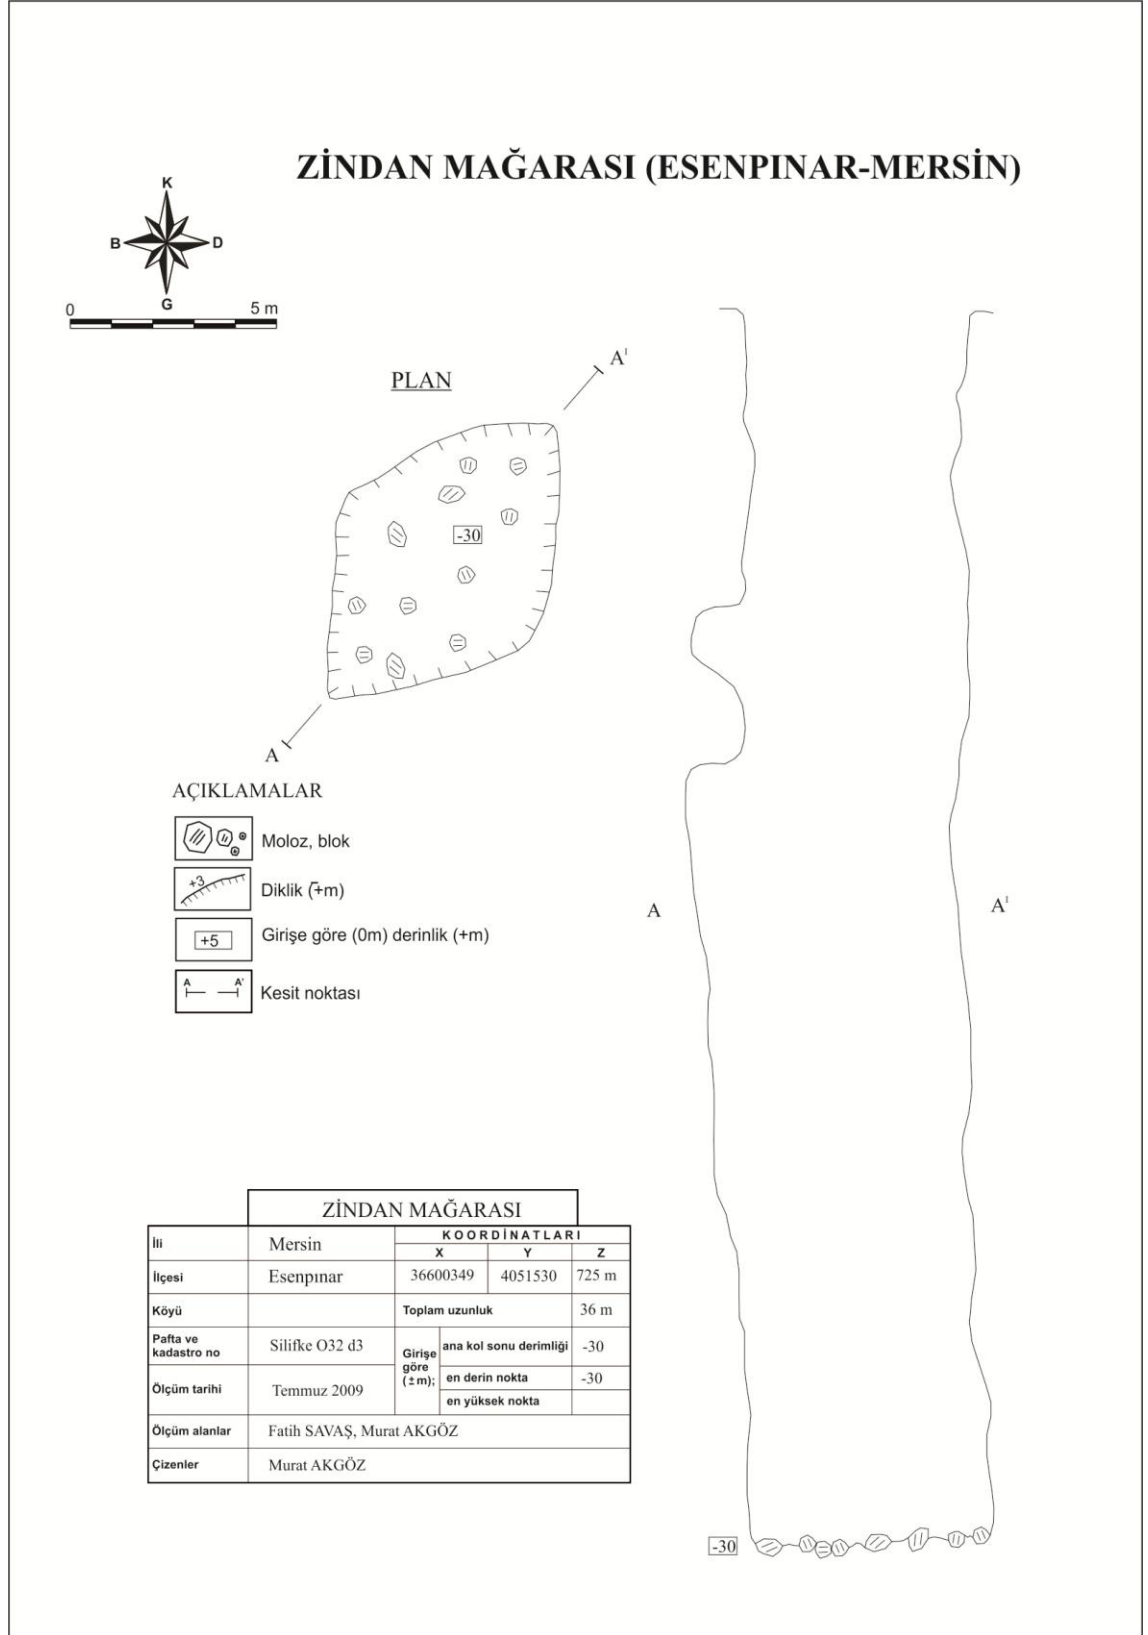 ZİNDAN MAĞARASI (ESENPINAR-MERSİN)
K
B D
G
0 5 m
PLAN
A¹
-30
A
AÇIKLAMALAR
Moloz, blok
+3 Diklik (∓m)
+5 Girişe göre (0m) derinlik (+m)
A A' Kesit noktası
A A¹
-30
ZİNDAN MAĞARASI
İli Mersin KOORDİNATLARI
X Y Z
İlçesi Esenpınar 36600349 4051530 725 m
Köyü Toplam uzunluk 36 m
Pafta ve kadastro no Silifke O32 d3 Girişe göre (±m); ana kol sonu derimliği -30
Ölçüm tarihi Temmuz 2009 en derin nokta -30
en yüksek nokta
Ölçüm alanlar Fatih SAVAŞ, Murat AKGÖZ
Çizenler Murat AKGÖZ